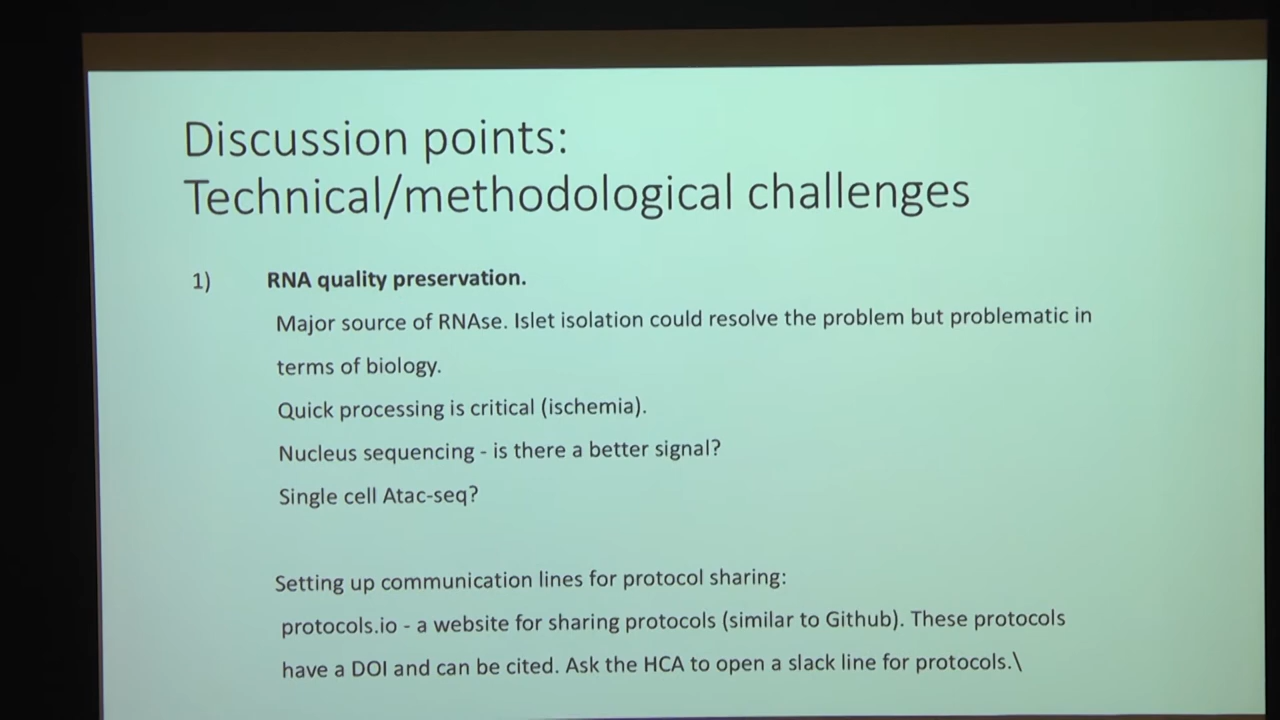 Discussion points:
Technical/methodological challenges
1) RNA quality preservation.
Major source of RNAse. Islet isolation could resolve the problem but problematic in
terms of biology.
Quick processing is critical (ischemia).
Nucleus sequencing - is there a better signal?
Single cell Atac-seq?
Setting up communication lines for protocol sharing:
protocols.io - a website for sharing protocols (similar to Github). These protocols
have a DOI and can be cited. Ask the HCA to open a slack line for protocols.\